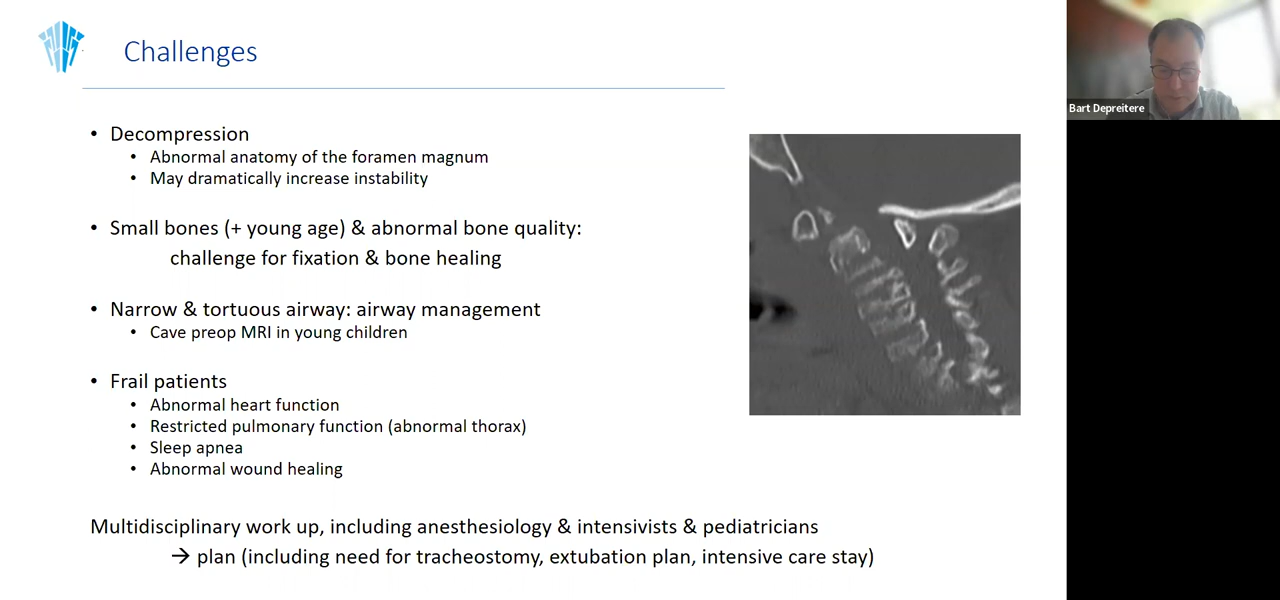 Challenges
Bart Depreitere
• Decompression
• Abnormal anatomy of the foramen magnum
• May dramatically increase instability
• Small bones (+ young age) & abnormal bone quality:
challenge for fixation & bone healing
• Narrow & tortuous airway: airway management
• Cave preop MRI in young children
• Frail patients
• Abnormal heart function
• Restricted pulmonary function (abnormal thorax)
• Sleep apnea
• Abnormal wound healing
Multidisciplinary work up, including anesthesiology & intensivists & pediatricians
→ plan (including need for tracheostomy, extubation plan, intensive care stay)